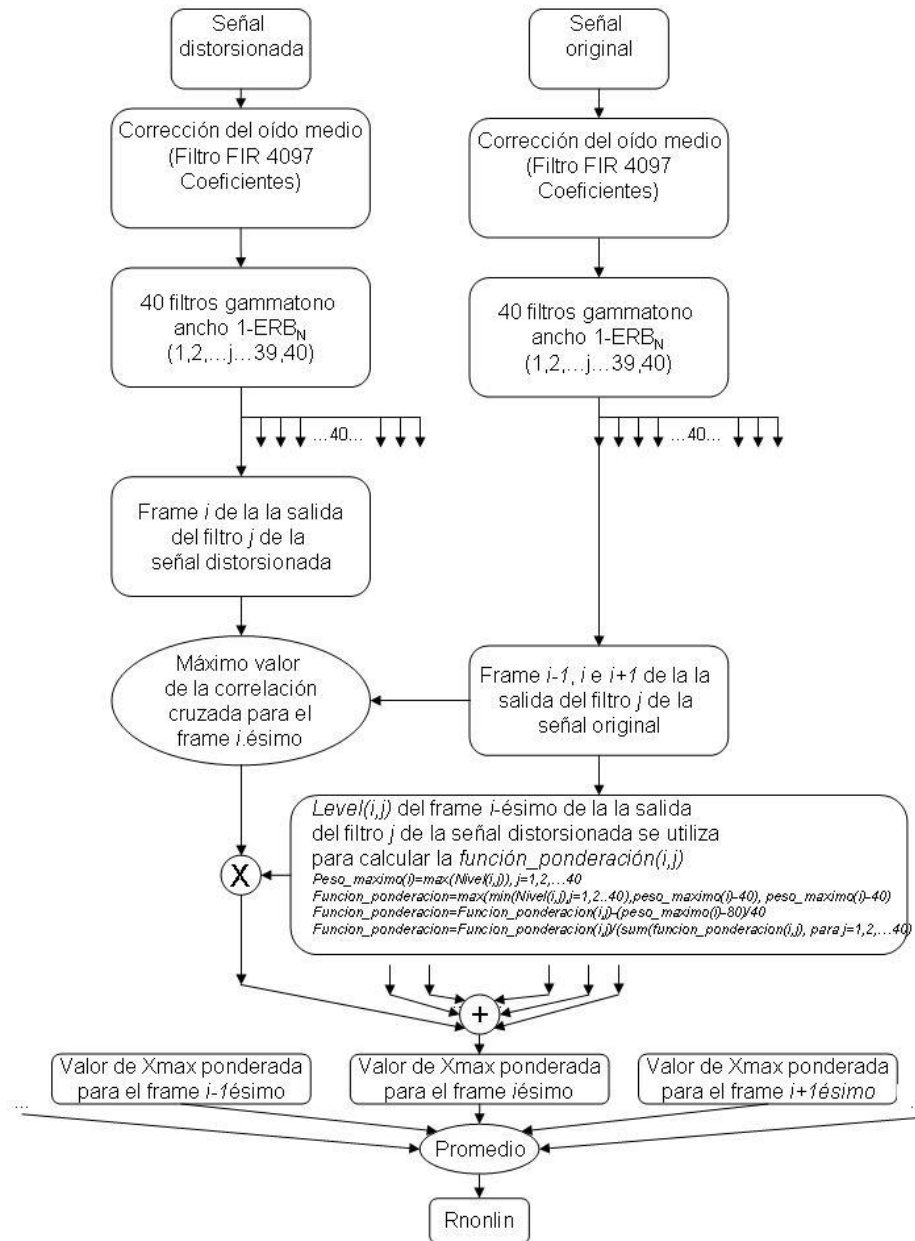 Señal
distorsionada
Señal
original
Corrección del oído medio
(Filtro FIR 4097
Coeficientes)
Corrección del oído medio
(Filtro FIR 4097
Coeficientes)
40 filtros gammatono
ancho 1-ERBN
(1,2,...j...39,40)
40 filtros gammatono
ancho 1-ERBN
(1,2,...j...39,40)
...40...
...40...
Frame i de la la salida
del filtro j de la
señal distorsionada
Máximo valor
de la correlación
cruzada para el
frame i.ésimo
Frame i-1, i e i+1 de la la
salida del filtro j de la
señal original
Level(i,j) del frame i-ésimo de la la salida
del filtro j de la señal distorsionada se utiliza
para calcular la función_ponderación(i,j)
Peso_maximo(i)=max(Nivel(i,j)), j=1,2,...40
Funcion_ponderacion=max(min(Nivel(i,j),j=1,2..40),peso_maximo(i)-40), peso_maximo(i)-40)
Funcion_ponderacion=Funcion_ponderacion(i,j)-(peso_maximo(i)-80)/40
Funcion_ponderacion=Funcion_ponderacion(i,j)/(sum(funcion_ponderacion(i,j), para j=1,2,...40)
X
+
Valor de Xmax ponderada
para el frame i-1ésimo
Valor de Xmax ponderada
para el frame iésimo
Valor de Xmax ponderada
para el frame i+1ésimo
...
...
Promedio
Rnonlin